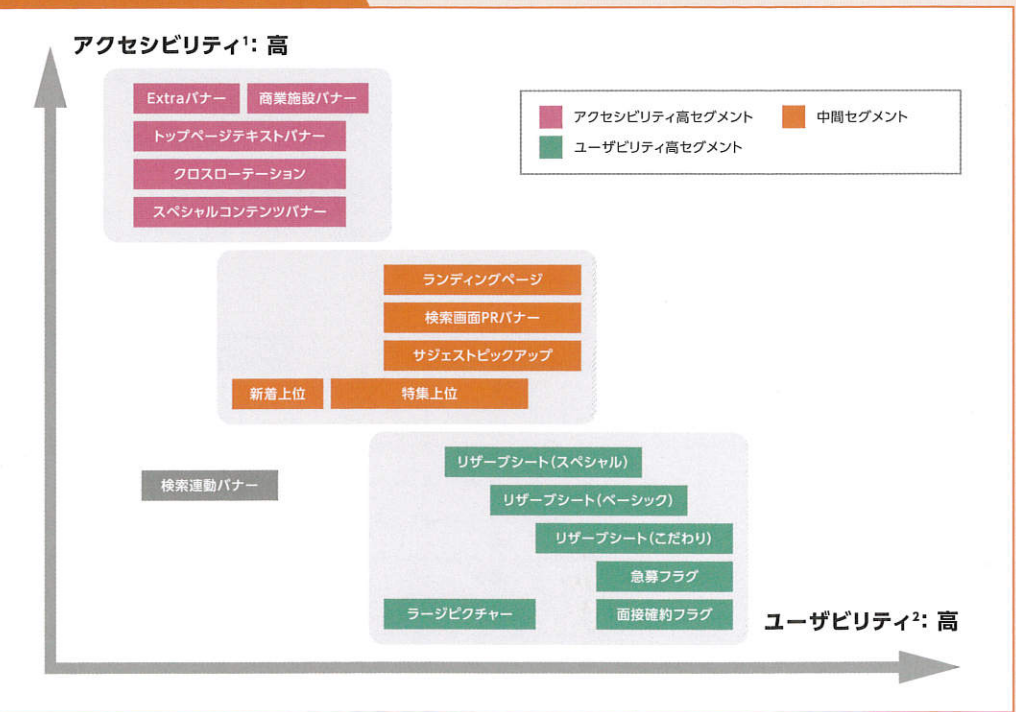 アクセシビリティ¹: 高
Extraバナー 商業施設バナー
トップページテキストバナー
クロスローテーション
スペシャルコンテンツバナー
アクセシビリティ高セグメント 中間セグメント
ユーザビリティ高セグメント
ランディングページ
検索画面PRバナー
サジェストピックアップ
新着上位 特集上位
検索連動バナー
リザーブシート(スペシャル)
リザーブシート(ベーシック)
リザーブシート(こだわり)
急募フラグ
ラージピクチャー 面接確約フラグ
ユーザビリティ²: 高